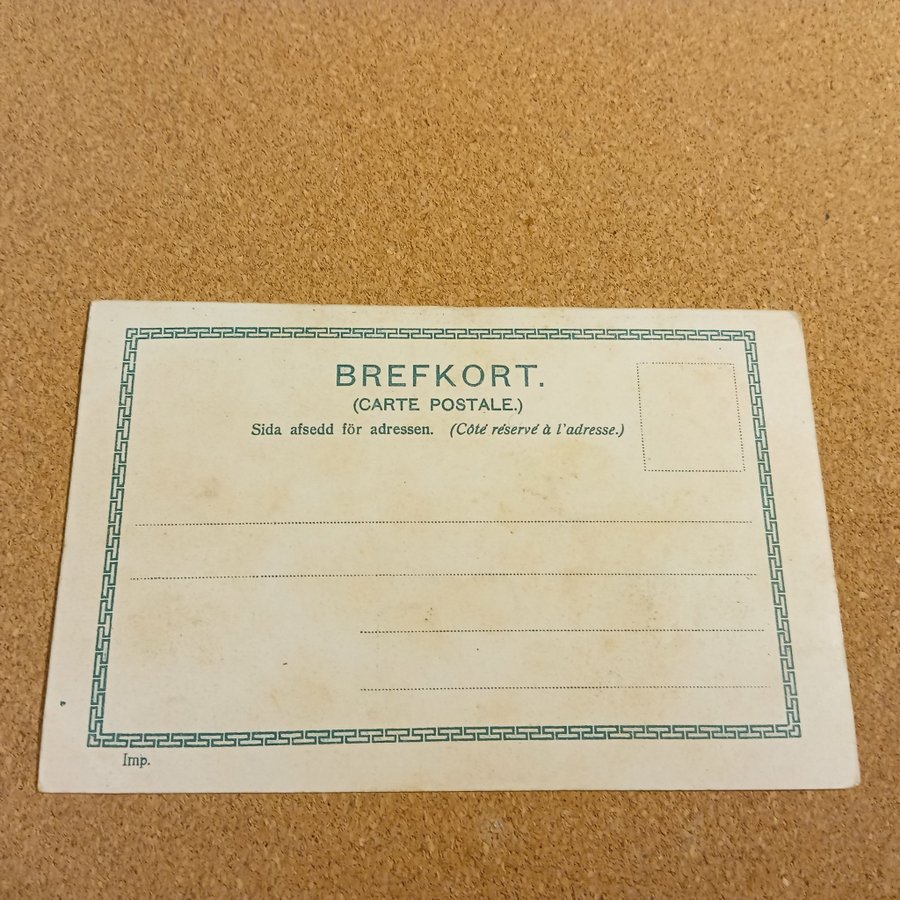 BREFKORT.
(CARTE POSTALE.)
Sida afsedd för adressen. (Côté réservé à l'adresse.)
Imp.